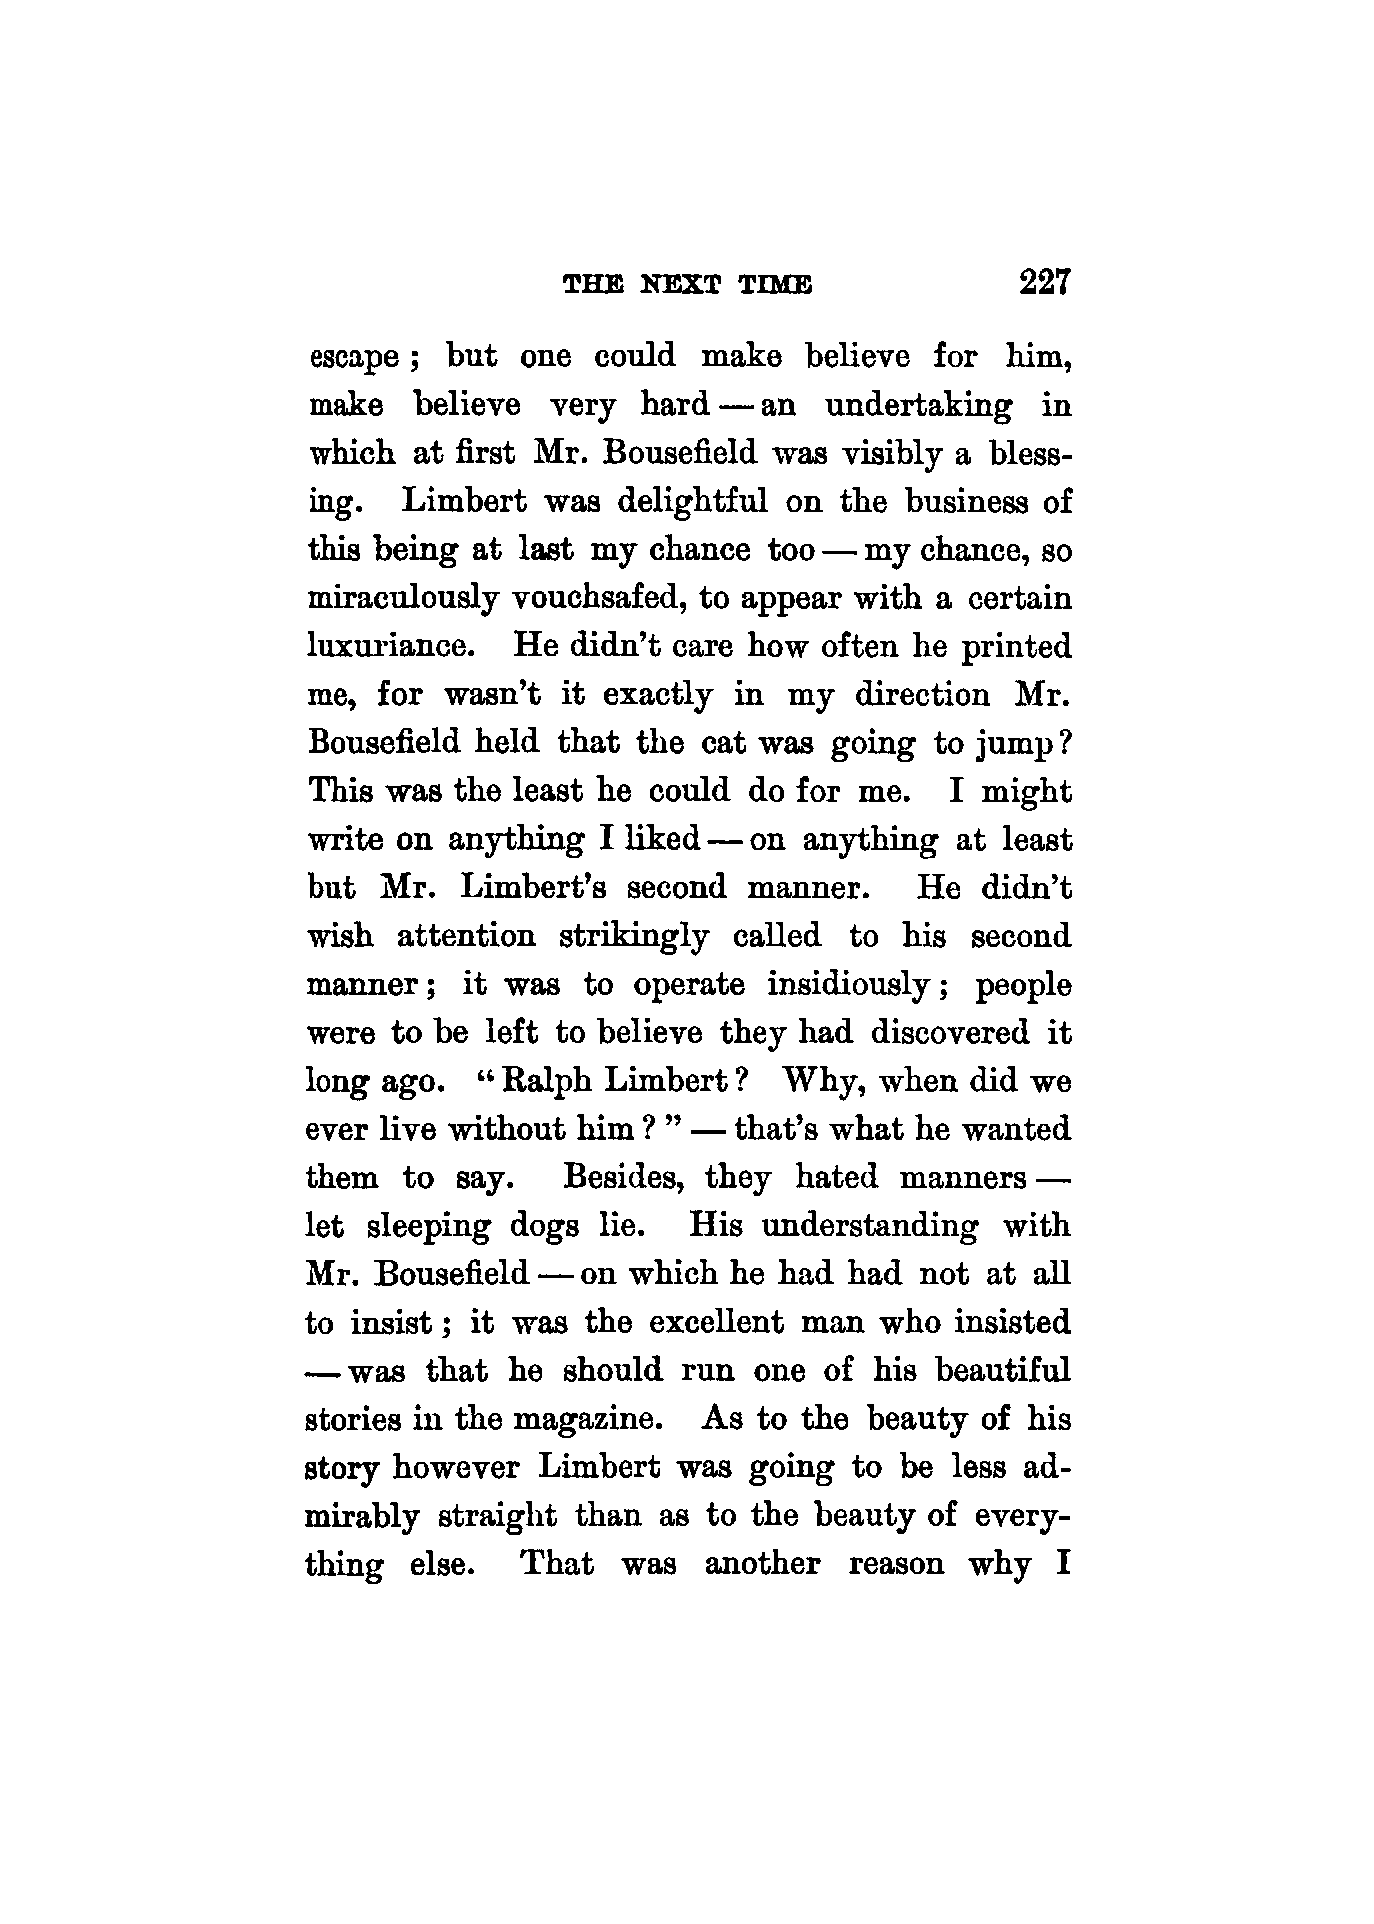 THE NEXT TIME 227
escape ; but one could make believe for him,
make believe very hard — an undertaking in
which at first Mr. Bousefield was visibly a bless-
ing. Limbert was delightful on the business of
this being at last my chance too — my chance, so
miraculously vouchsafed, to appear with a certain
luxuriance. He didn't care how often he printed
me, for wasn't it exactly in my direction Mr.
Bousefield held that the cat was going to jump?
This was the least he could do for me. I might
write on anything I liked — on anything at least
but Mr. Limbert's second manner. He didn't
wish attention strikingly called to his second
manner ; it was to operate insidiously ; people
were to be left to believe they had discovered it
long ago. “ Ralph Limbert ? Why, when did we
ever live without him ? ” — that's what he wanted
them to say. Besides, they hated manners —
let sleeping dogs lie. His understanding with
Mr. Bousefield — on which he had had not at all
to insist ; it was the excellent man who insisted
— was that he should run one of his beautiful
stories in the magazine. As to the beauty of his
story however Limbert was going to be less ad-
mirably straight than as to the beauty of every-
thing else. That was another reason why I